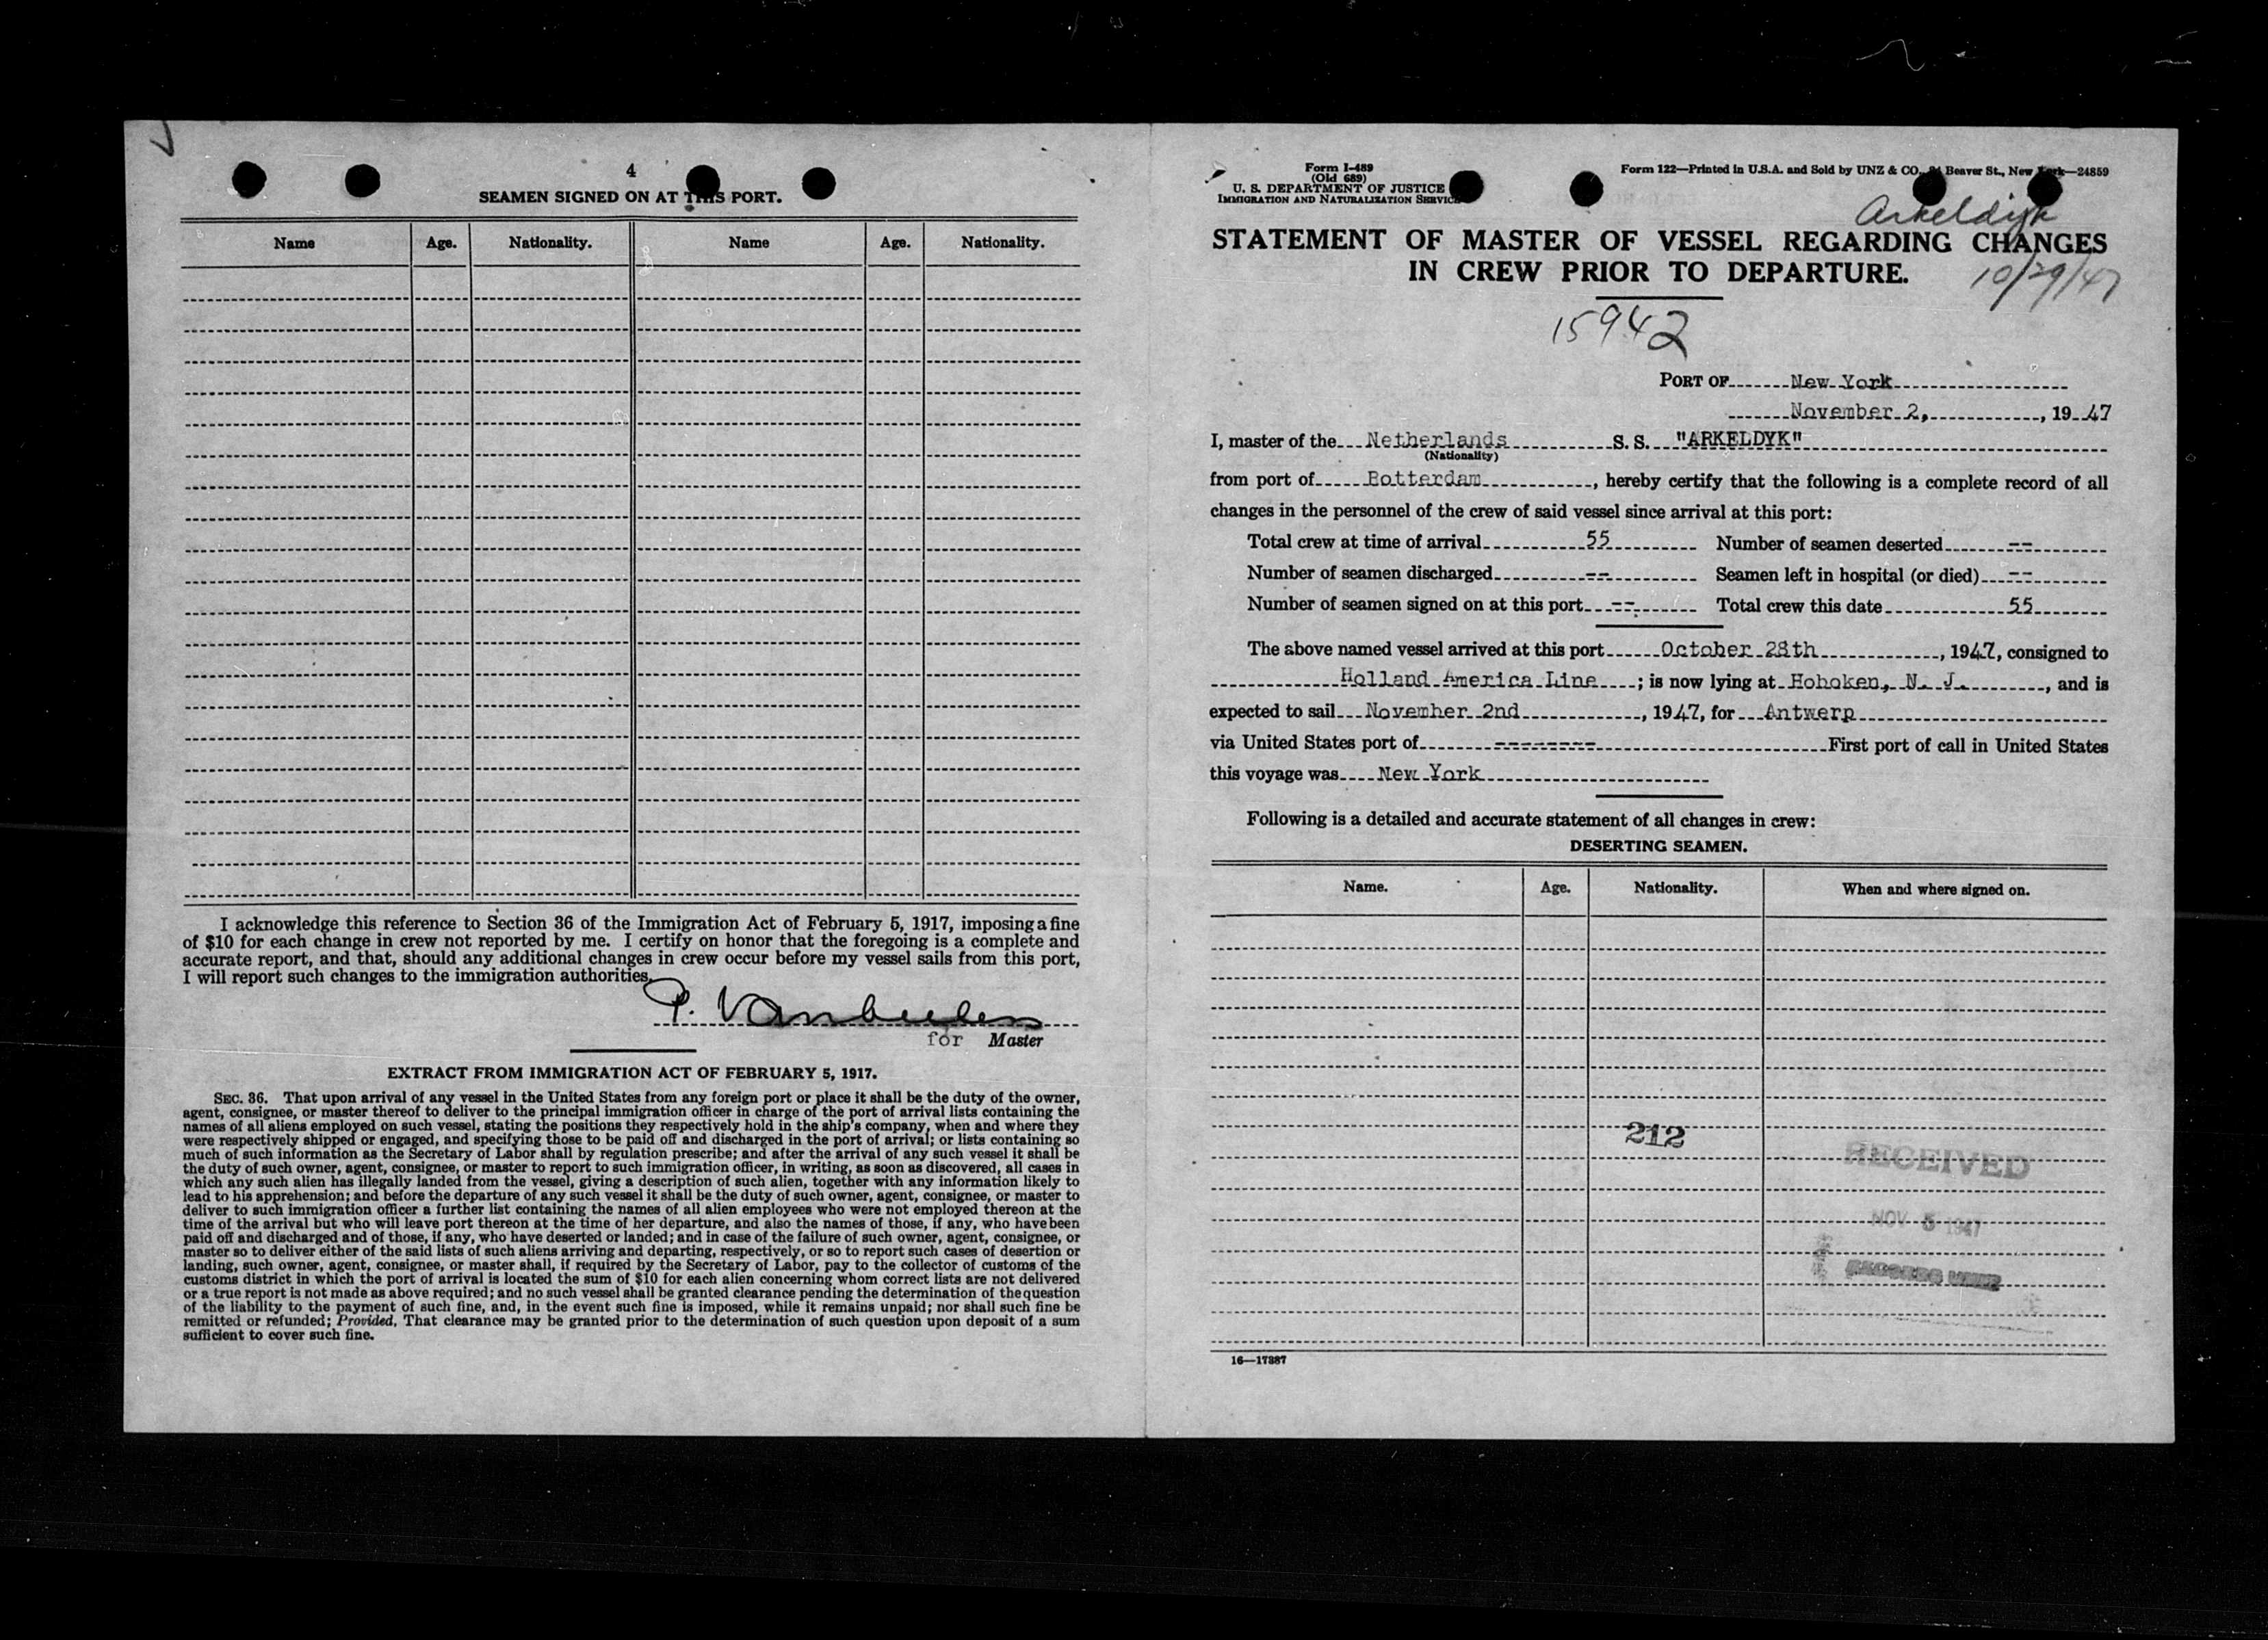 4
SEAMEN SIGNED ON AT THIS PORT.
Name Age. Nationality. Name Age. Nationality.
I acknowledge this reference to Section 36 of the Immigration Act of February 5, 1917, imposing a fine
of $10 for each change in crew not reported by me. I certify on honor that the foregoing is a complete and
accurate report, and that, should any additional changes in crew occur before my vessel sails from this port,
I will report such changes to the immigration authorities.
P.
for Master
EXTRACT FROM IMMIGRATION ACT OF FEBRUARY 5, 1917.
SEC. 36. That upon arrival of any vessel in the United States from any foreign port or place it shall be the duty of the owner,
agent, consignee, or master thereof to deliver to the principal immigration officer in charge of the port of arrival lists containing the
names of all aliens employed on such vessel, stating the positions they respectively hold in the ship's company, when and where they
were respectively shipped or engaged, and specifying those to be paid off and discharged in the port of arrival; or lists containing so
much of such information as the Secretary of Labor shall by regulation prescribe; and after the arrival of any such vessel it shall be
the duty of such owner, agent, consignee, or master to report to such immigration officer, in writing, as soon as discovered, all cases in
which any such alien has illegally landed from the vessel, giving a description of such alien, together with any information likely to
lead to his apprehension; and before the departure of any such vessel it shall be the duty of such owner, agent, consignee, or master to
deliver to such immigration officer a further list containing the names of all alien employees who were not employed thereon at the
time of the arrival but who will leave port thereon at the time of her departure, and also the names of those, if any, who have been
paid off and discharged and of those, if any, who have deserted or landed; and in case of the failure of such owner, agent, consignee, or
master so to deliver either of the said lists of such aliens arriving and departing, respectively, or so to report such cases of desertion or
landing, such owner, agent, consignee, or master shall, if required by the Secretary of Labor, pay to the collector of customs of the
customs district in which the port of arrival is located the sum of $10 for each alien concerning whom correct lists are not delivered
or a true report is not made as above required; and no such vessel shall be granted clearance pending the determination of the question
of the liability to the payment of such fine, and, in the event such fine is imposed, while it remains unpaid; nor shall such fine be
remitted or refunded; Provided, That clearance may be granted prior to the determination of such question upon deposit of a sum
sufficient to cover such fine.
Form I-489
(Old 689)
U. S. DEPARTMENT OF JUSTICE
IMMIGRATION AND NATURALIZATION SERVICE
Form 122—Printed in U.S.A. and Sold by UNZ & CO., Beaver St., New York—24859
Arkeldijk
STATEMENT OF MASTER OF VESSEL REGARDING CHANGES
IN CREW PRIOR TO DEPARTURE.
10/29/47
15942
PORT OF New York
November 2, , 19 47
I, master of the Netherlands S. S. "ARKELDYK"
(Nationality)
from port of Rotterdam , hereby certify that the following is a complete record of all
changes in the personnel of the crew of said vessel since arrival at this port:
Total crew at time of arrival 55 Number of seamen deserted --
Number of seamen discharged -- Seamen left in hospital (or died) --
Number of seamen signed on at this port -- Total crew this date 55
The above named vessel arrived at this port October 28th , 1947, consigned to
Holland America Line ; is now lying at Hoboken, N. J. , and is
expected to sail November 2nd , 1947, for Antwerp
via United States port of -------- First port of call in United States
this voyage was New York
Following is a detailed and accurate statement of all changes in crew:
DESERTING SEAMEN.
Name. Age. Nationality. When and where signed on.
212
RECEIVED
NOV 5 1947
16—17887